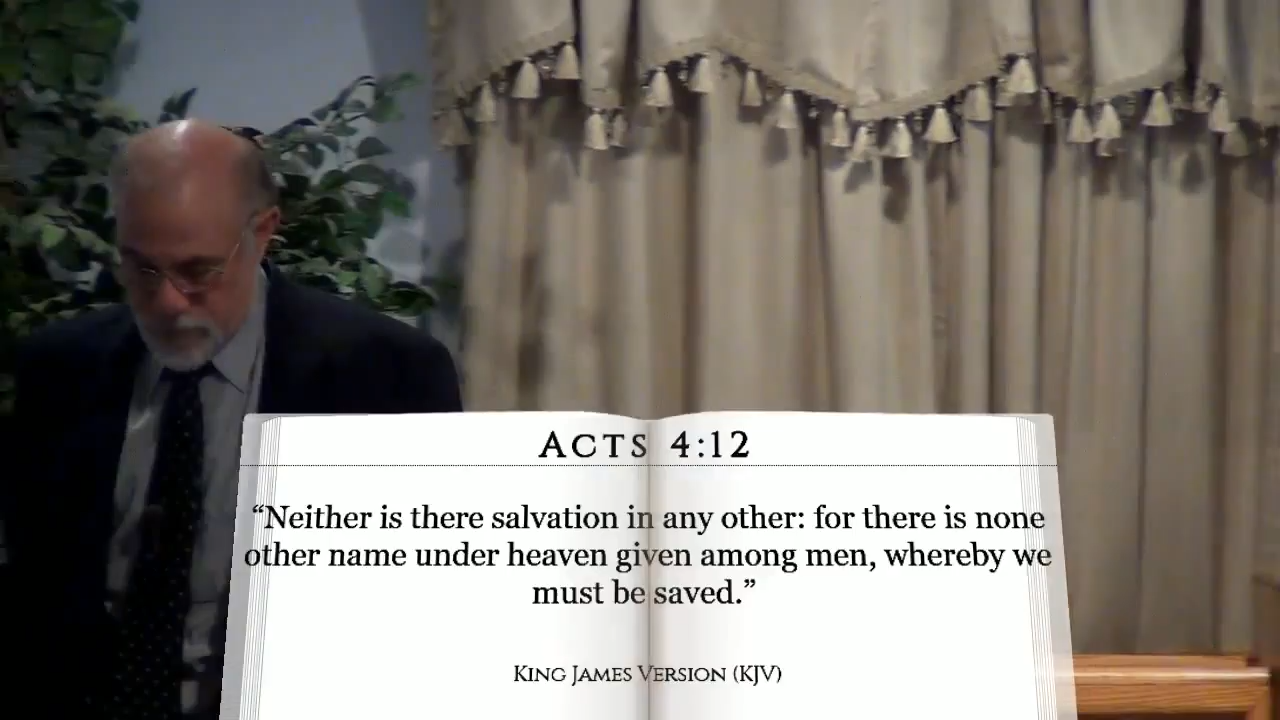 Acts 4:12
“Neither is there salvation in any other: for there is none
other name under heaven given among men, whereby we
must be saved.”
King James Version (KJV)